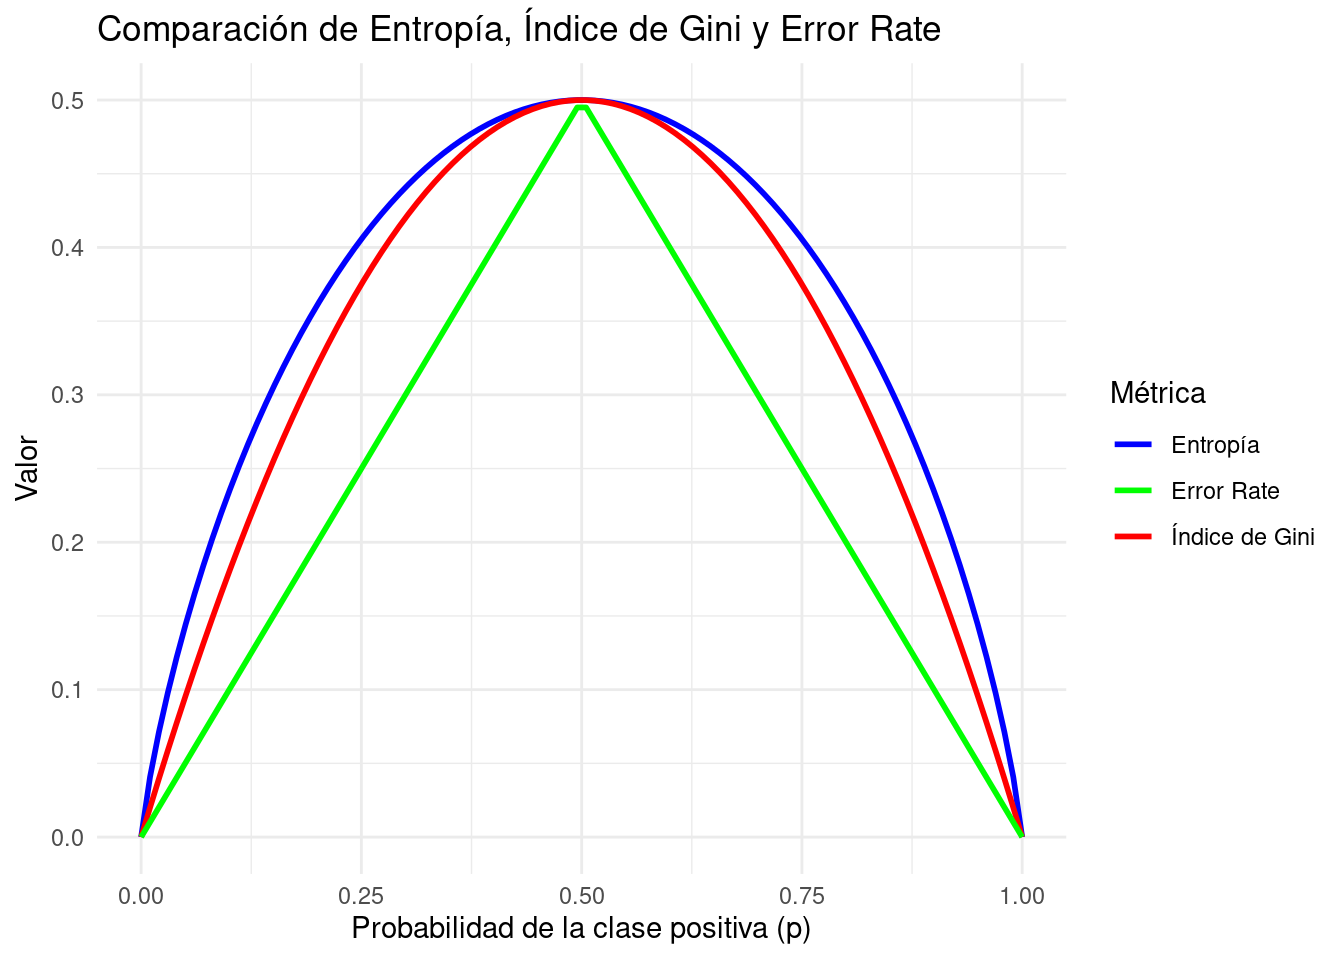 Comparación de Entropía, Índice de Gini y Error Rate
0.5
0.4
0.3
0.2
0.1
0.0
Valor
0.00 0.25 0.50 0.75 1.00
Probabilidad de la clase positiva (p)
Métrica
Entropía
Error Rate
Índice de Gini